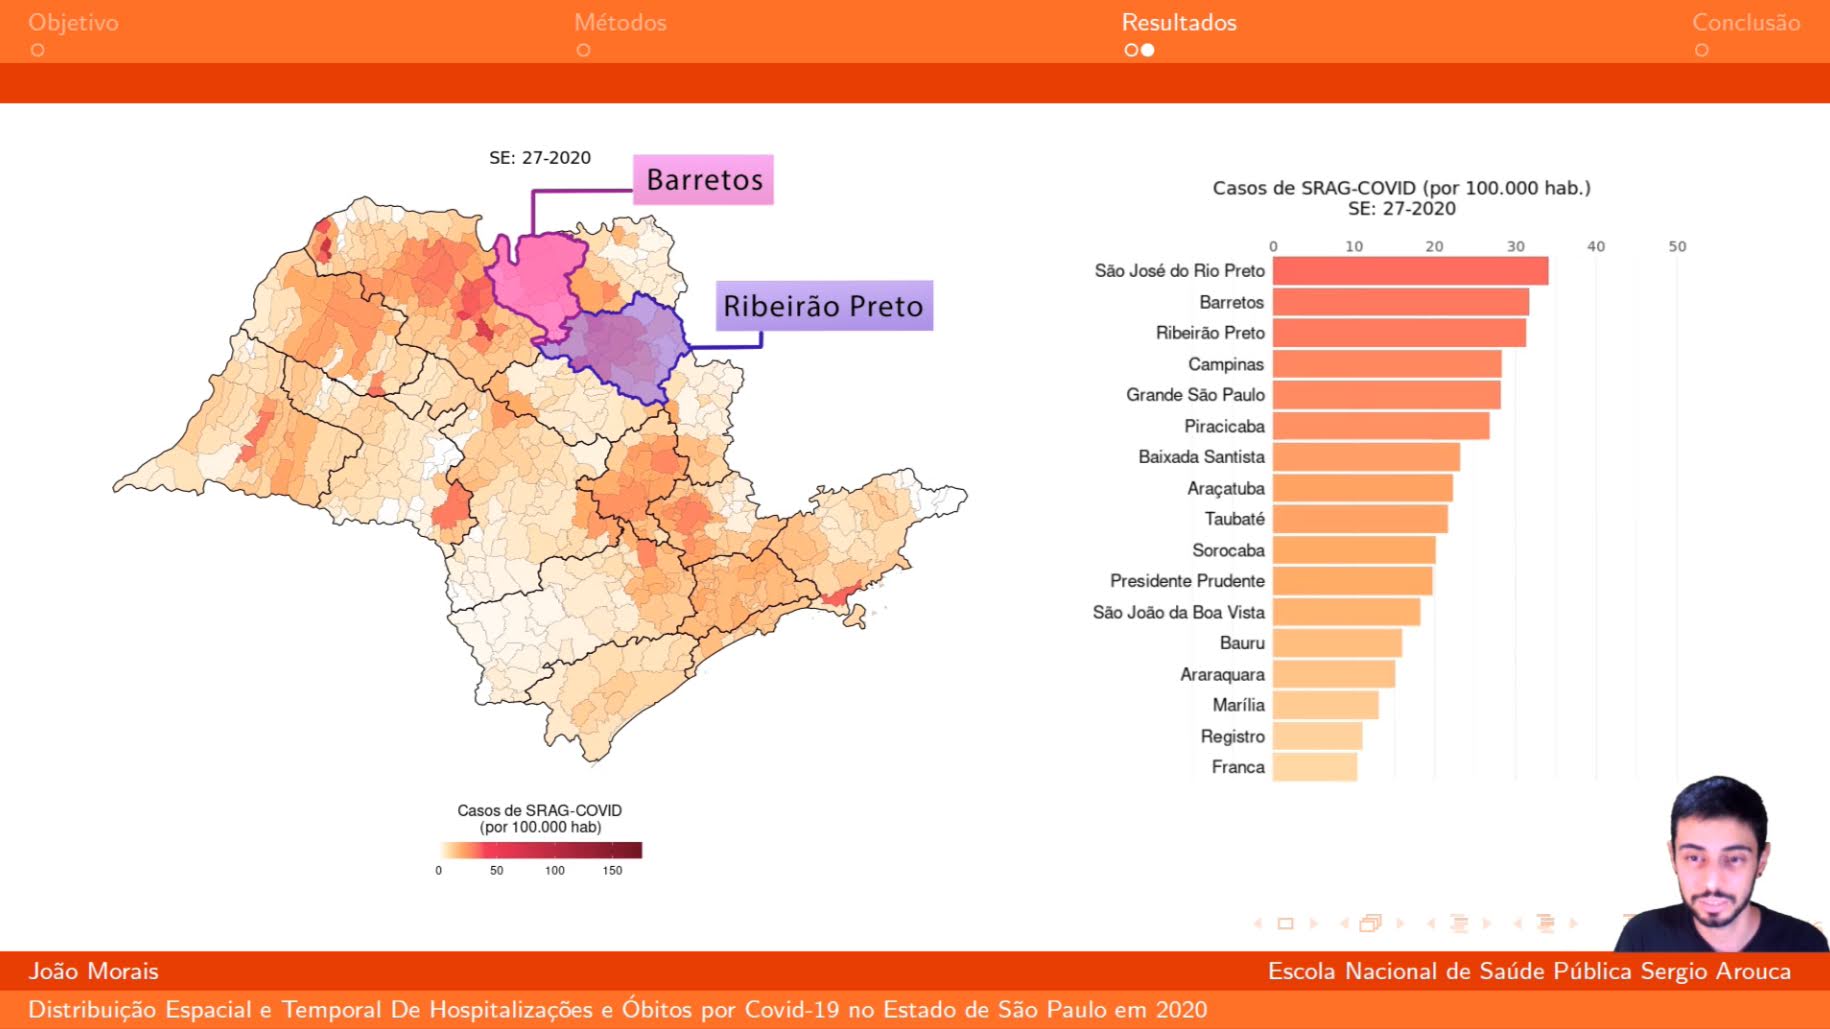 Objetivo
Métodos
Resultados
Conclusão
SE: 27-2020
Barretos
Ribeirão Preto
Casos de SRAG-COVID
(por 100.000 hab)
0 50 100 150
Casos de SRAG-COVID (por 100.000 hab.)
SE: 27-2020
0 10 20 30 40 50
São José do Rio Preto
Barretos
Ribeirão Preto
Campinas
Grande São Paulo
Piracicaba
Baixada Santista
Araçatuba
Taubaté
Sorocaba
Presidente Prudente
São João da Boa Vista
Bauru
Araraquara
Marília
Registro
Franca
João Morais
Escola Nacional de Saúde Pública Sergio Arouca
Distribuição Espacial e Temporal De Hospitalizações e Óbitos por Covid-19 no Estado de São Paulo em 2020